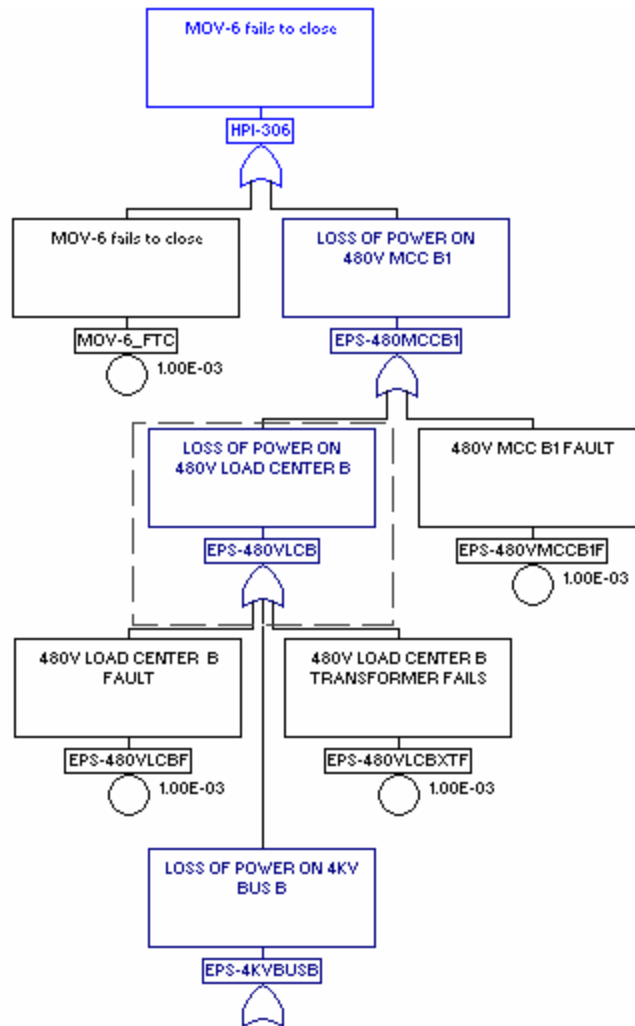 MOV-6 fails to close
HPI-306
MOV-6 fails to close
LOSS OF POWER ON
480V MCC B1
MOV-6_FTC
1.00E-03
EPS-480MCCB1
LOSS OF POWER ON
480V LOAD CENTER B
480V MCC B1 FAULT
EPS-480VLCB
EPS-480VMCCB1F
1.00E-03
480V LOAD CENTER B
FAULT
480V LOAD CENTER B
TRANSFORMER FAILS
EPS-480VLCBF
1.00E-03
EPS-480VLCBXTF
1.00E-03
LOSS OF POWER ON 4KV
BUS B
EPS-4KVBUSB